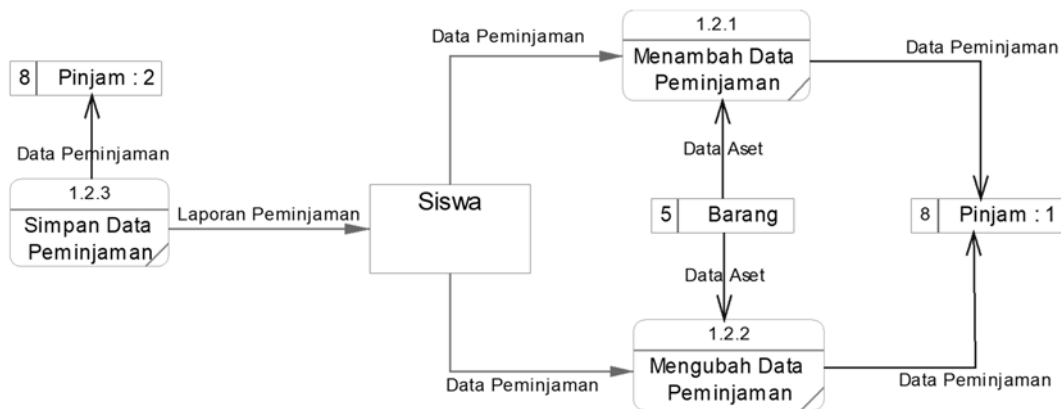 1.2.1
Data Peminjaman
Menambah Data
Peminjaman
Data Peminjaman
8 Pinjam : 2
Data Peminjaman
Data Aset
1.2.3
Simpan Data
Peminjaman
Laporan Peminjaman
Siswa
5 Barang
8 Pinjam : 1
Data Aset
1.2.2
Mengubah Data
Peminjaman
Data Peminjaman
Data Peminjaman